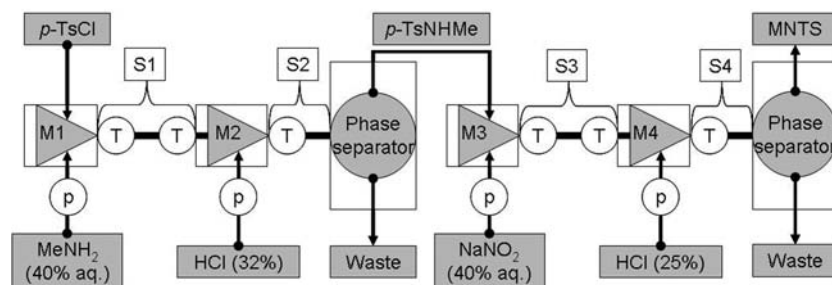 p-TsCl
p-TsNHMe
MNTS
S1
S2
S3
S4
M1
T
T
M2
T
Phase
separator
M3
T
T
M4
T
Phase
separator
p
p
p
p
MeNH₂
(40% aq.)
HCl (32%)
Waste
NaNO₂
(40% aq.)
HCl (25%)
Waste